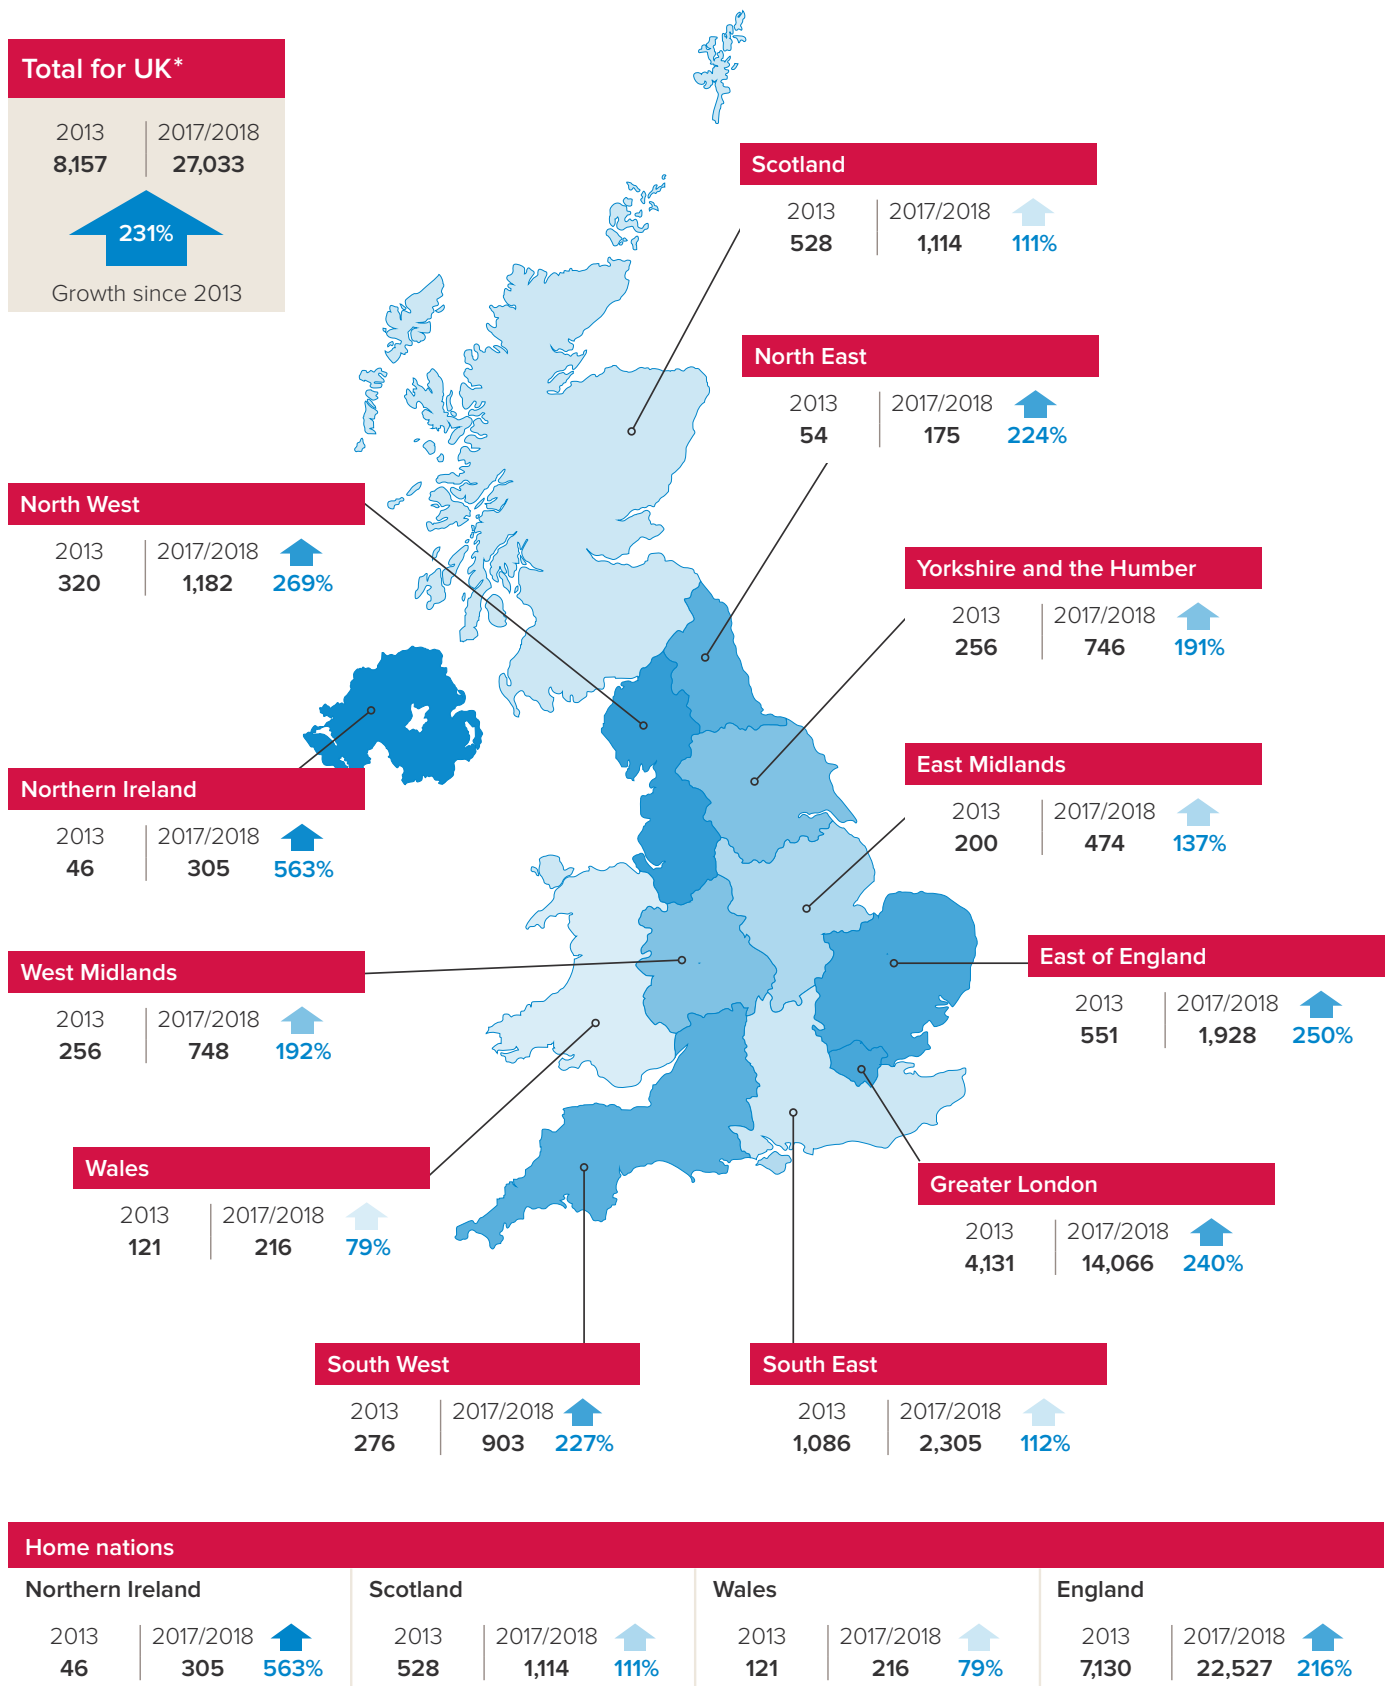 Total for UK*
2013 2017/2018
8,157 27,033
231%
Growth since 2013
Scotland
2013 2017/2018
528 1,114 111%
North East
2013 2017/2018
54 175 224%
North West
2013 2017/2018
320 1,182 269%
Yorkshire and the Humber
2013 2017/2018
256 746 191%
Northern Ireland
2013 2017/2018
46 305 563%
East Midlands
2013 2017/2018
200 474 137%
West Midlands
2013 2017/2018
256 748 192%
East of England
2013 2017/2018
551 1,928 250%
Wales
2013 2017/2018
121 216 79%
Greater London
2013 2017/2018
4,131 14,066 240%
South West
2013 2017/2018
276 903 227%
South East
2013 2017/2018
1,086 2,305 112%
Home nations
Northern Ireland Scotland Wales England
2013 2017/2018 2013 2017/2018 2013 2017/2018 2013 2017/2018
46 305 563% 528 1,114 111% 121 216 79% 7,130 22,527 216%